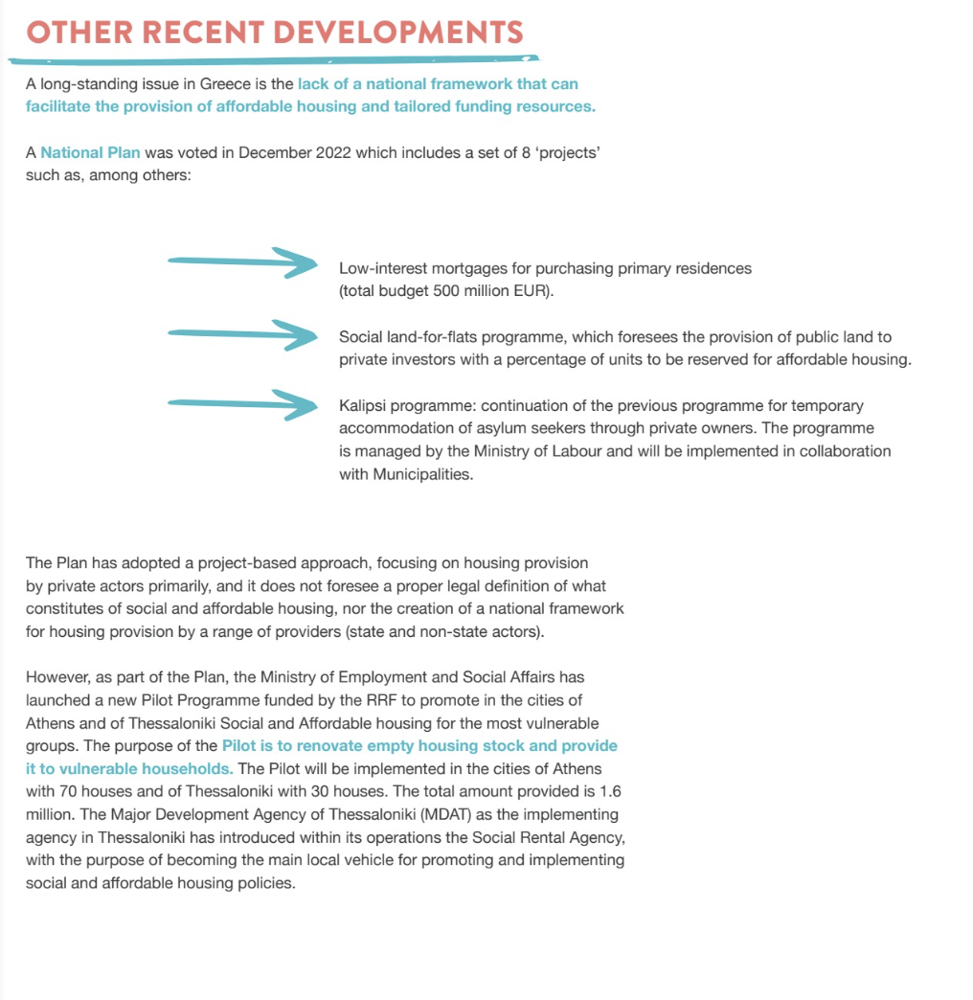 OTHER RECENT DEVELOPMENTS
A long-standing issue in Greece is the lack of a national framework that can
facilitate the provision of affordable housing and tailored funding resources.
A National Plan was voted in December 2022 which includes a set of 8 ‘projects’
such as, among others:
Low-interest mortgages for purchasing primary residences
(total budget 500 million EUR).
Social land-for-flats programme, which foresees the provision of public land to
private investors with a percentage of units to be reserved for affordable housing.
Kalipsi programme: continuation of the previous programme for temporary
accommodation of asylum seekers through private owners. The programme
is managed by the Ministry of Labour and will be implemented in collaboration
with Municipalities.
The Plan has adopted a project-based approach, focusing on housing provision
by private actors primarily, and it does not foresee a proper legal definition of what
constitutes of social and affordable housing, nor the creation of a national framework
for housing provision by a range of providers (state and non-state actors).
However, as part of the Plan, the Ministry of Employment and Social Affairs has
launched a new Pilot Programme funded by the RRF to promote in the cities of
Athens and of Thessaloniki Social and Affordable housing for the most vulnerable
groups. The purpose of the Pilot is to renovate empty housing stock and provide
it to vulnerable households. The Pilot will be implemented in the cities of Athens
with 70 houses and of Thessaloniki with 30 houses. The total amount provided is 1.6
million. The Major Development Agency of Thessaloniki (MDAT) as the implementing
agency in Thessaloniki has introduced within its operations the Social Rental Agency,
with the purpose of becoming the main local vehicle for promoting and implementing
social and affordable housing policies.